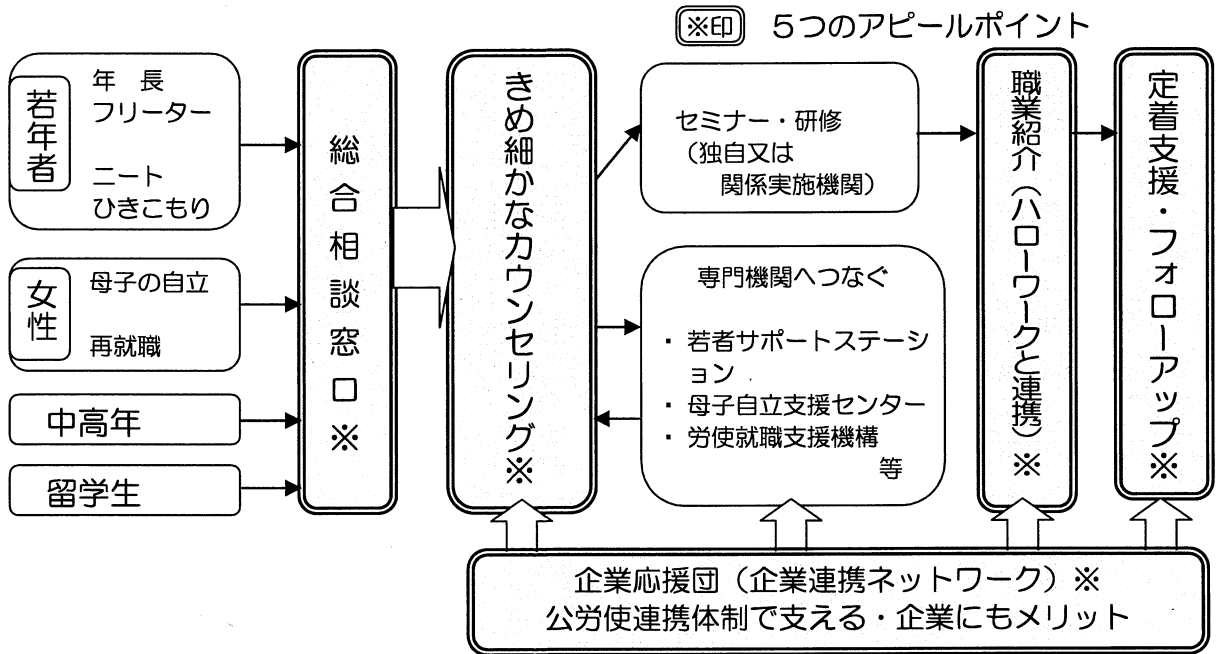 ※印 5つのアピールポイント
若年者
年 長
フリーター
ニート
ひきこもり
女性
母子の自立
再就職
中高年
留学生
総合相談窓口※
きめ細かなカウンセリング※
セミナー・研修
(独自又は
関係実施機関)
専門機関へつなぐ
・若者サポートステーシ
ョン
・母子自立支援センター
・労使就職支援機構
等
職業紹介(ハローワークと連携)※
定着支援・フォローアップ※
企業応援団(企業連携ネットワーク)※
公労使連携体制で支える・企業にもメリット